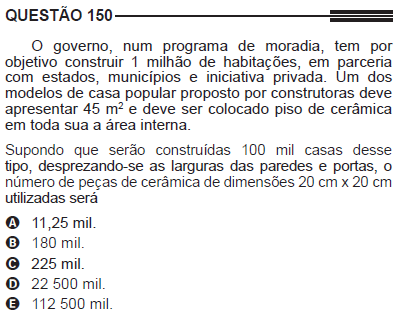 QUESTÃO 150
O governo, num programa de moradia, tem por
objetivo construir 1 milhão de habitações, em parceria
com estados, municípios e iniciativa privada. Um dos
modelos de casa popular proposto por construtoras deve
apresentar 45 m² e deve ser colocado piso de cerâmica
em toda sua a área interna.
Supondo que serão construídas 100 mil casas desse
tipo, desprezando-se as larguras das paredes e portas, o
número de peças de cerâmica de dimensões 20 cm x 20 cm
utilizadas será
A 11,25 mil.
B 180 mil.
C 225 mil.
D 22 500 mil.
E 112 500 mil.